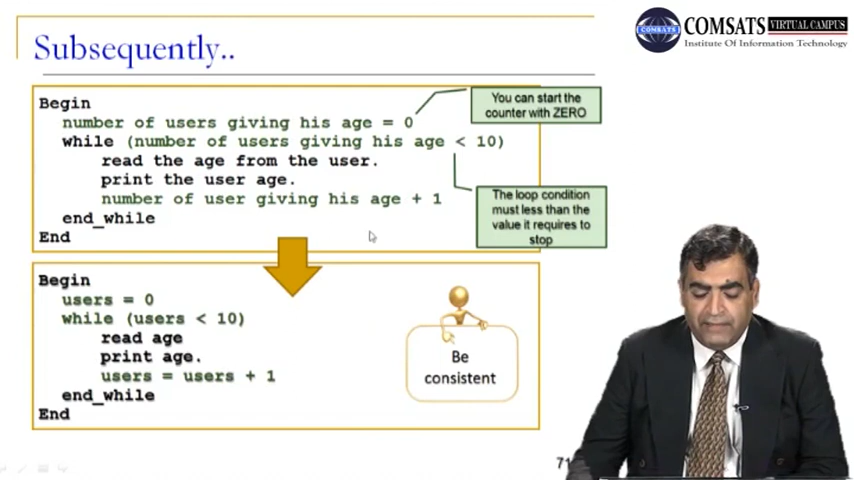 COMSATS
COMSATS VIRTUAL CAMPUS
Institute Of Information Technology
Subsequently..
Begin
number of users giving his age = 0
while (number of users giving his age < 10)
read the age from the user.
print the user age.
number of user giving his age + 1
end_while
End
You can start the
counter with ZERO
The loop condition
must less than the
value it requires to
stop
Begin
users = 0
while (users < 10)
read age
print age.
users = users + 1
end_while
End
Be
consistent